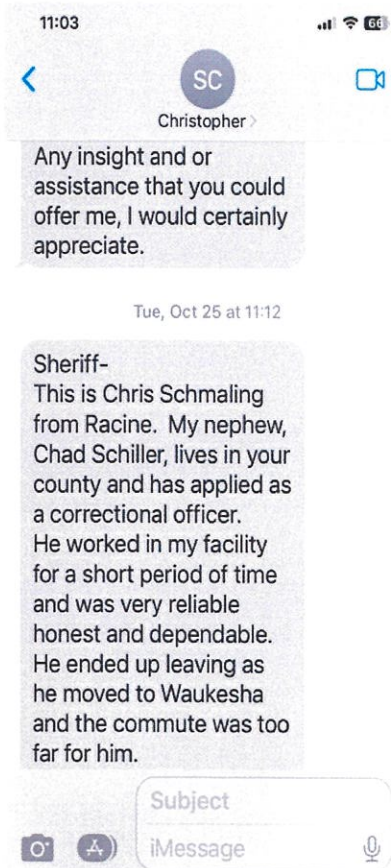 11:03
66
SC
Christopher
Any insight and or
assistance that you could
offer me, I would certainly
appreciate.
Tue, Oct 25 at 11:12
Sheriff-
This is Chris Schmaling
from Racine.  My nephew,
Chad Schiller, lives in your
county and has applied as
a correctional officer.
He worked in my facility
for a short period of time
and was very reliable
honest and dependable.
He ended up leaving as
he moved to Waukesha
and the commute was too
far for him.
Subject
iMessage